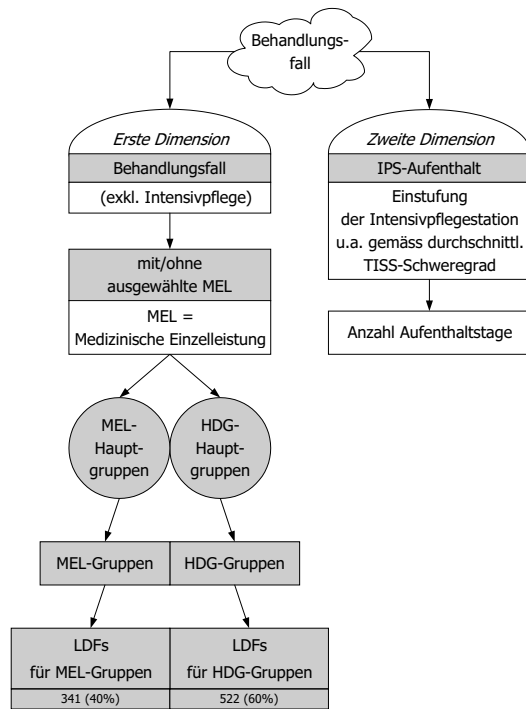 Behandlungs-
fall
Erste Dimension
Behandlungsfall
(exkl. Intensivpflege)
mit/ohne
ausgewählte MEL
MEL =
Medizinische Einzelleistung
MEL-
Haupt-
gruppen
HDG-
Haupt-
gruppen
MEL-Gruppen
HDG-Gruppen
LDFs
für MEL-Gruppen
341 (40%)
LDFs
für HDG-Gruppen
522 (60%)
Zweite Dimension
IPS-Aufenthalt
Einstufung
der Intensivpflegestation
u.a. gemäss durchschnittl.
TISS-Schweregrad
Anzahl Aufenthaltstage